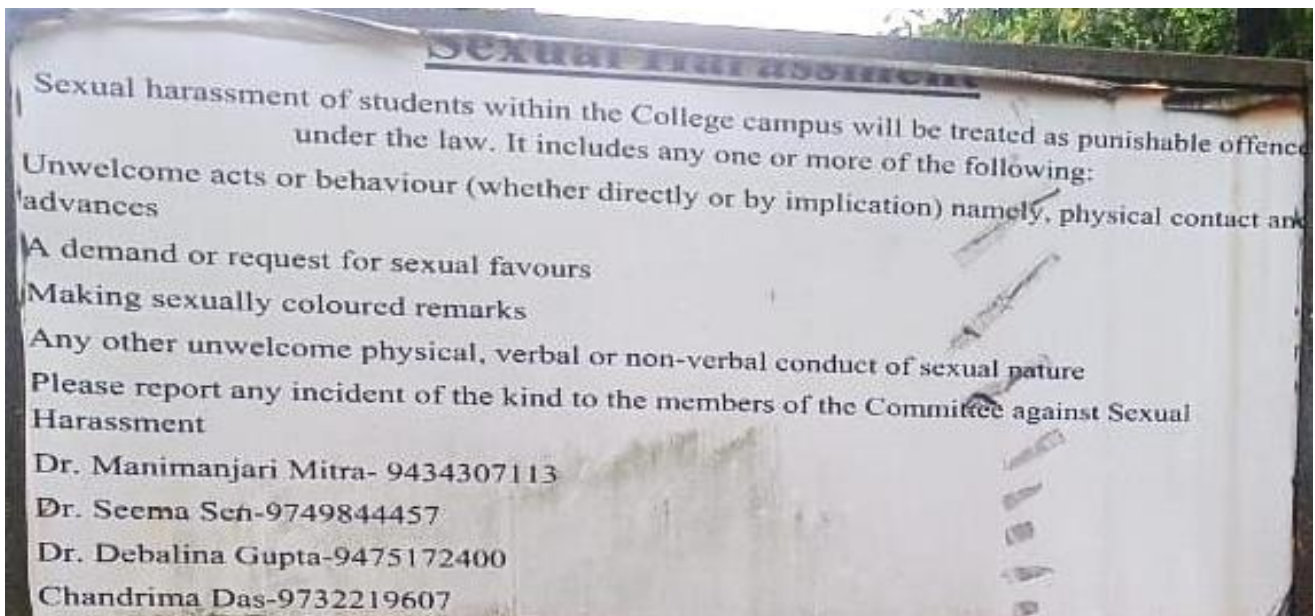 Sexual Harassment
Sexual harassment of students within the College campus will be treated as punishable offence
under the law. It includes any one or more of the following:
Unwelcome acts or behaviour (whether directly or by implication) namely, physical contact and
advances
A demand or request for sexual favours
Making sexually coloured remarks
Any other unwelcome physical, verbal or non-verbal conduct of sexual nature
Please report any incident of the kind to the members of the Committee against Sexual
Harassment
Dr. Manimanjari Mitra- 9434307113
Dr. Seema Sen-9749844457
Dr. Debalina Gupta-9475172400
Chandrima Das-9732219607